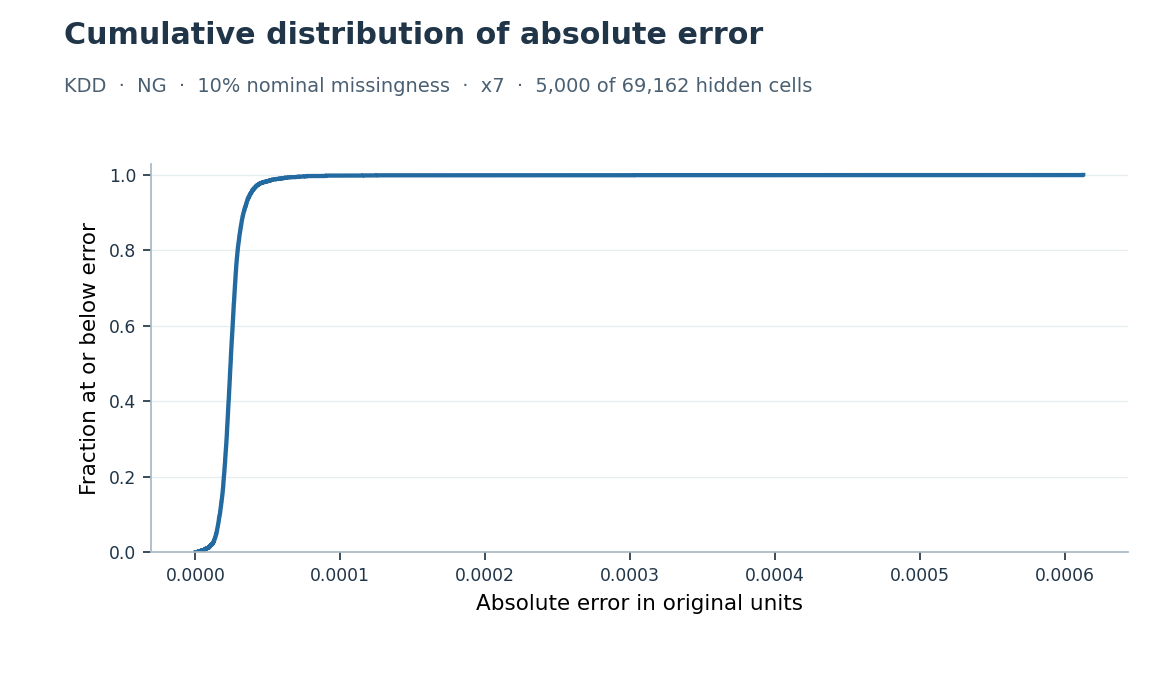 Cumulative distribution of absolute error
KDD · NG · 10% nominal missingness · x7 · 5,000 of 69,162 hidden cells
Fraction at or below error
1.0
0.8
0.6
0.4
0.2
0.0
0.0000 0.0001 0.0002 0.0003 0.0004 0.0005 0.0006
Absolute error in original units